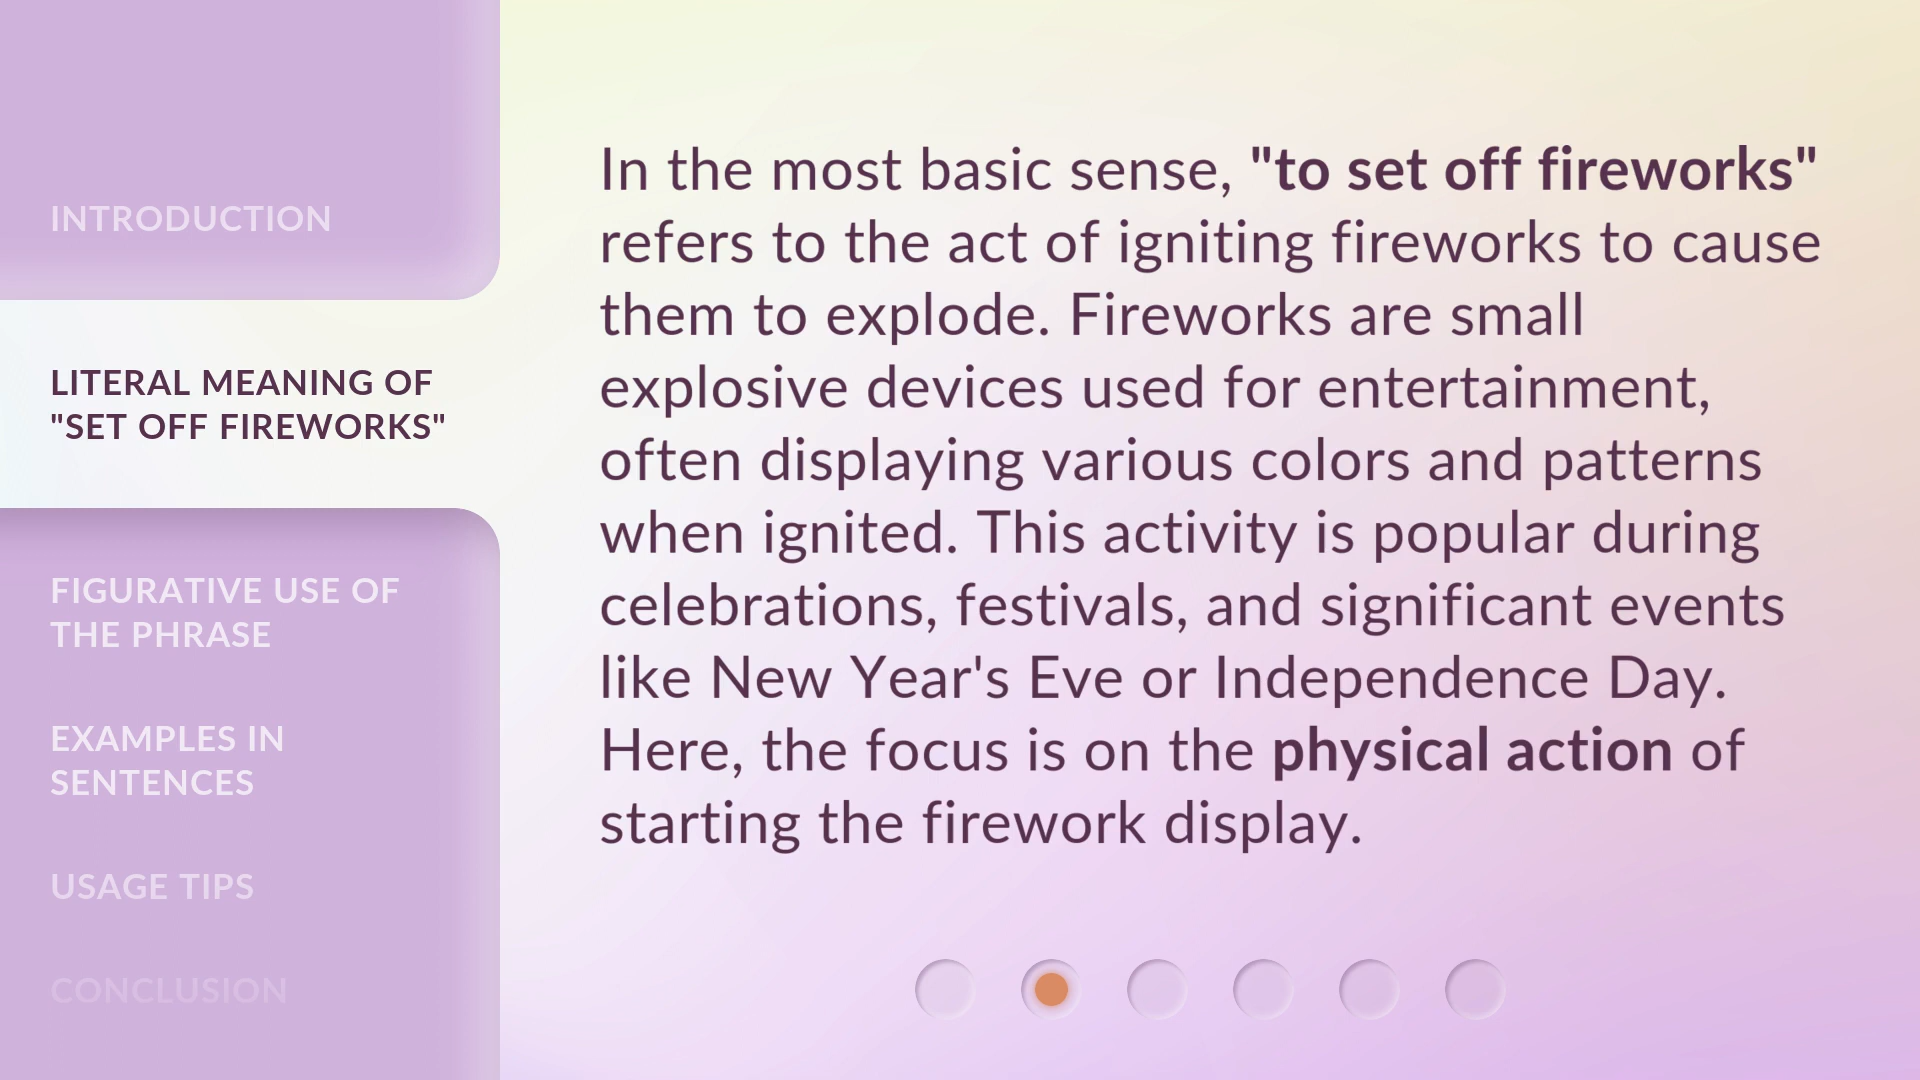 INTRODUCTION
LITERAL MEANING OF
"SET OFF FIREWORKS"
FIGURATIVE USE OF
THE PHRASE
EXAMPLES IN
SENTENCES
USAGE TIPS
CONCLUSION
In the most basic sense, "to set off fireworks"
refers to the act of igniting fireworks to cause
them to explode. Fireworks are small
explosive devices used for entertainment,
often displaying various colors and patterns
when ignited. This activity is popular during
celebrations, festivals, and significant events
like New Year's Eve or Independence Day.
Here, the focus is on the physical action of
starting the firework display.